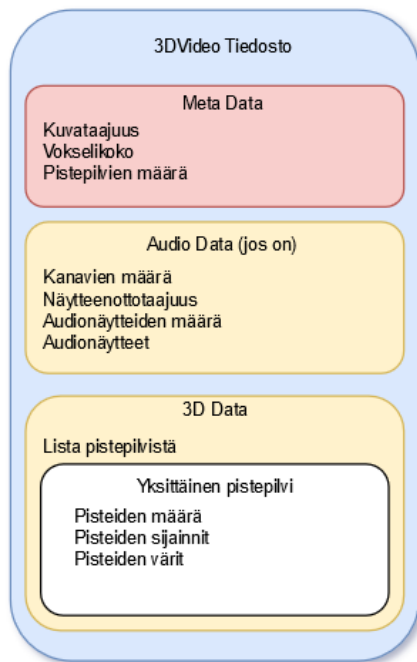 3DVideo Tiedosto
Meta Data
Kuvataajuus
Vokselikoko
Pistepilvien määrä
Audio Data (jos on)
Kanavien määrä
Näytteenottotaajuus
Audionäytteiden määrä
Audionäytteet
3D Data
Lista pistepilvistä
Yksittäinen pistepilvi
Pisteiden määrä
Pisteiden sijainnit
Pisteiden värit